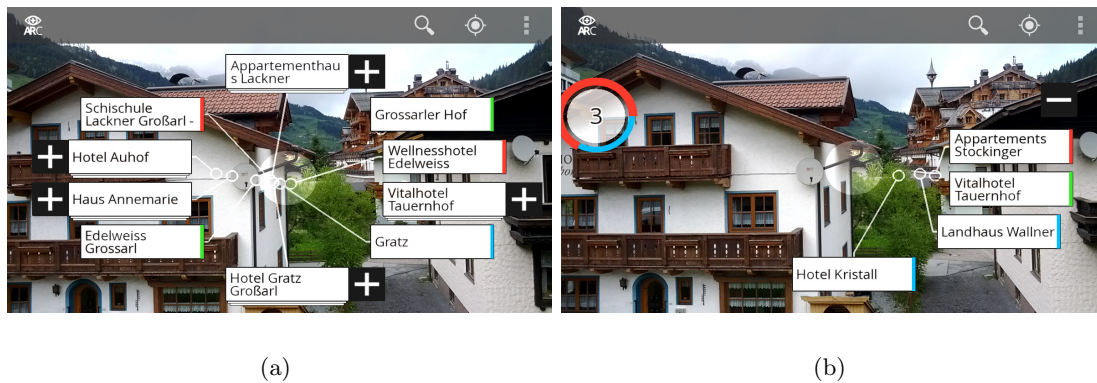 ARC
Appartementhau
s Lackner
Schischule
Lackner Großarl -
Grossarler Hof
Hotel Auhof
Wellnesshotel
Edelweiss
Haus Annemarie
Vitalhotel
Tauernhof
Edelweiss
Grossarl
Gratz
Hotel Gratz
Großarl
(a)
ARC
3
Appartements
Stockinger
Vitalhotel
Tauernhof
Landhaus Wallner
Hotel Kristall
(b)